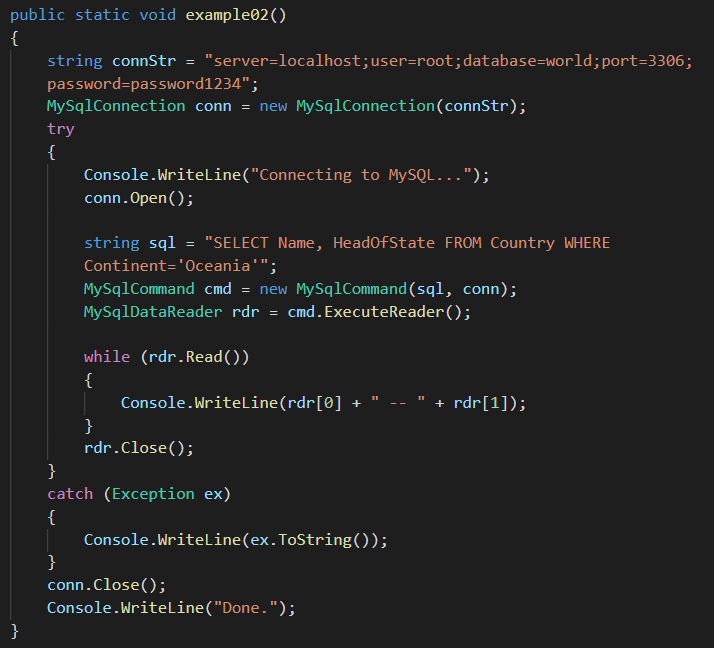 public static void example02()
{
string connStr = "server=localhost;user=root;database=world;port=3306;
password=password1234";
MySqlConnection conn = new MySqlConnection(connStr);
try
{
Console.WriteLine("Connecting to MySQL...");
conn.Open();
string sql = "SELECT Name, HeadOfState FROM Country WHERE
Continent='Oceania'";
MySqlCommand cmd = new MySqlCommand(sql, conn);
MySqlDataReader rdr = cmd.ExecuteReader();
while (rdr.Read())
{
Console.WriteLine(rdr[0] + " -- " + rdr[1]);
}
rdr.Close();
}
catch (Exception ex)
{
Console.WriteLine(ex.ToString());
}
conn.Close();
Console.WriteLine("Done.");
}